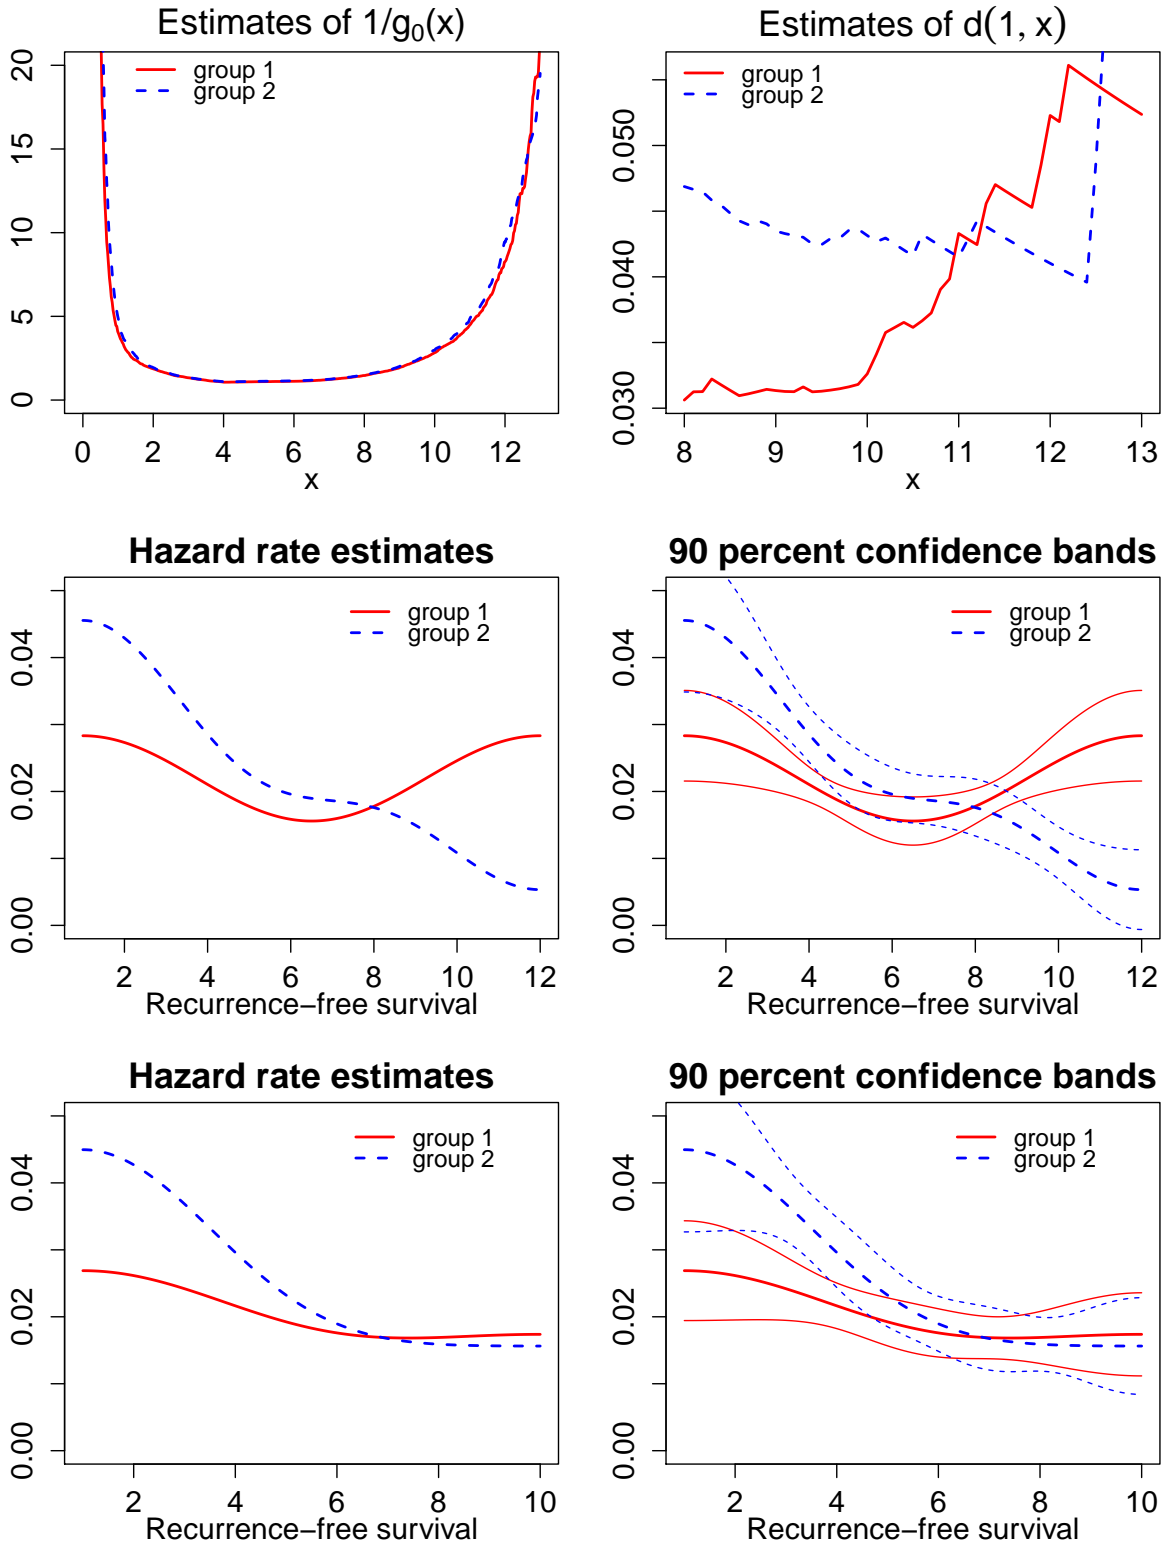 Estimates of 1/g₀(x)
group 1
group 2
0 5 10 15 20
0 2 4 6 8 10 12
x
Estimates of d(1, x)
group 1
group 2
0.030 0.040 0.050
8 9 10 11 12 13
x
Hazard rate estimates
group 1
group 2
0.00 0.02 0.04
2 4 6 8 10 12
Recurrence−free survival
90 percent confidence bands
group 1
group 2
0.00 0.02 0.04
2 4 6 8 10 12
Recurrence−free survival
Hazard rate estimates
group 1
group 2
0.00 0.02 0.04
2 4 6 8 10
Recurrence−free survival
90 percent confidence bands
group 1
group 2
0.00 0.02 0.04
2 4 6 8 10
Recurrence−free survival